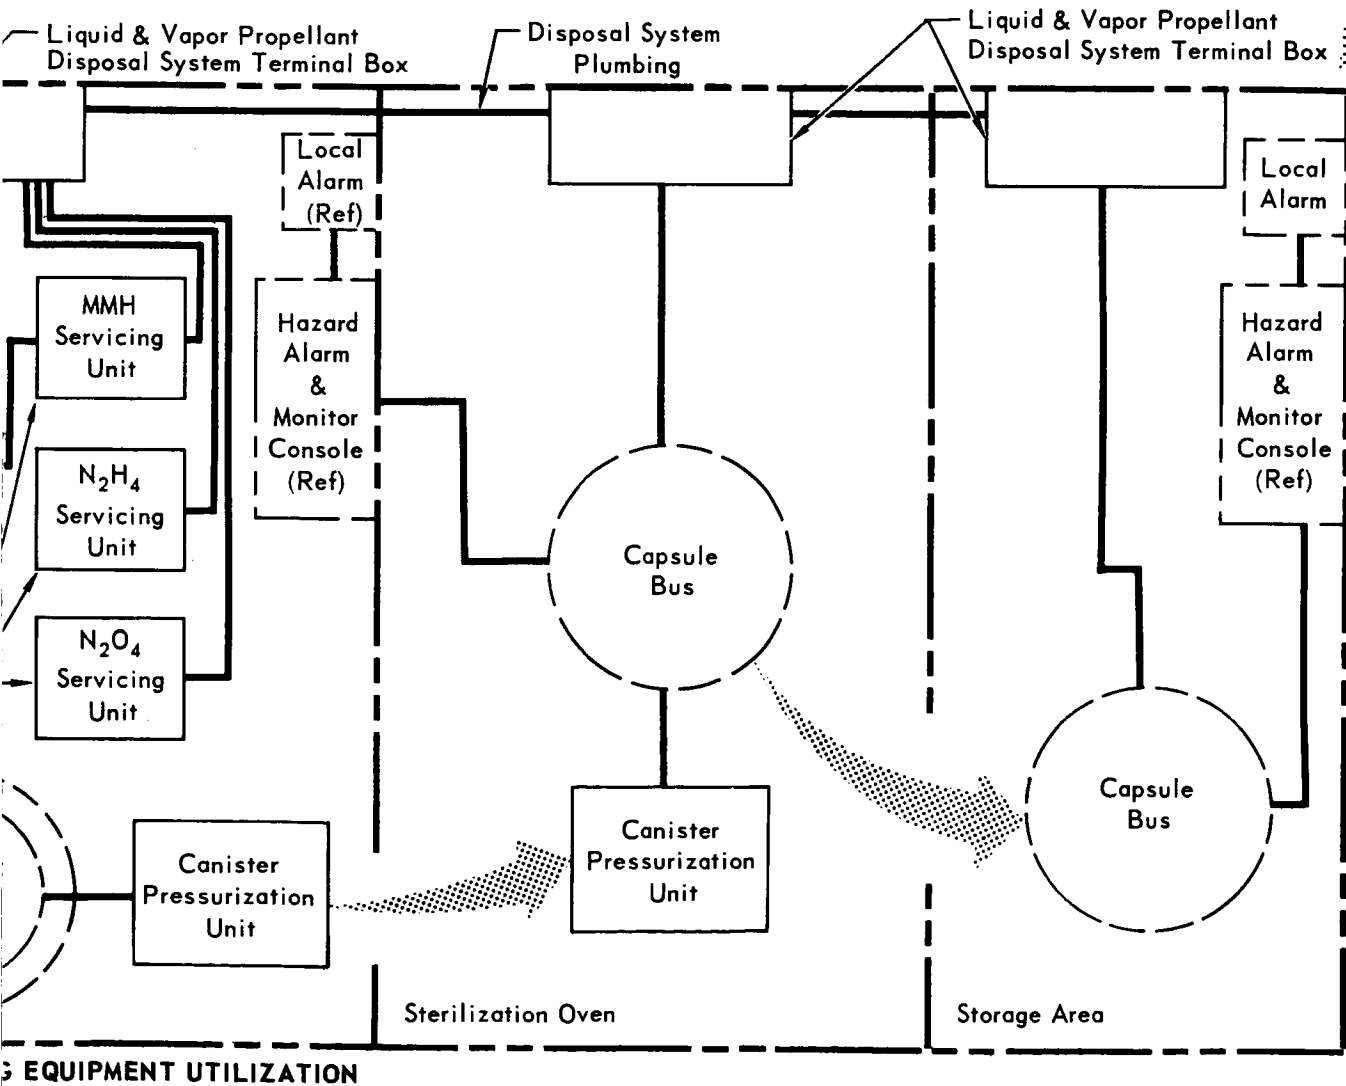 Liquid & Vapor Propellant
Disposal System Terminal Box
Disposal System
Plumbing
Liquid & Vapor Propellant
Disposal System Terminal Box
Local
Alarm
(Ref)
Local
Alarm
MMH
Servicing
Unit
Hazard
Alarm
&
Monitor
Console
(Ref)
Hazard
Alarm
&
Monitor
Console
(Ref)
N2H4
Servicing
Unit
Capsule
Bus
N2O4
Servicing
Unit
Capsule
Bus
Canister
Pressurization
Unit
Canister
Pressurization
Unit
Sterilization Oven
Storage Area
EQUIPMENT UTILIZATION